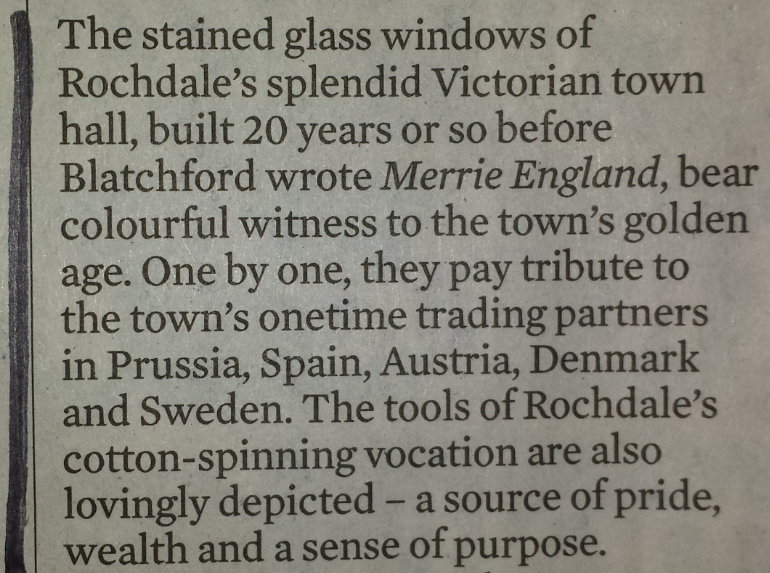 The stained glass windows of
Rochdale’s splendid Victorian town
hall, built 20 years or so before
Blatchford wrote Merrie England, bear
colourful witness to the town’s golden
age. One by one, they pay tribute to
the town’s onetime trading partners
in Prussia, Spain, Austria, Denmark
and Sweden. The tools of Rochdale’s
cotton-spinning vocation are also
lovingly depicted – a source of pride,
wealth and a sense of purpose.